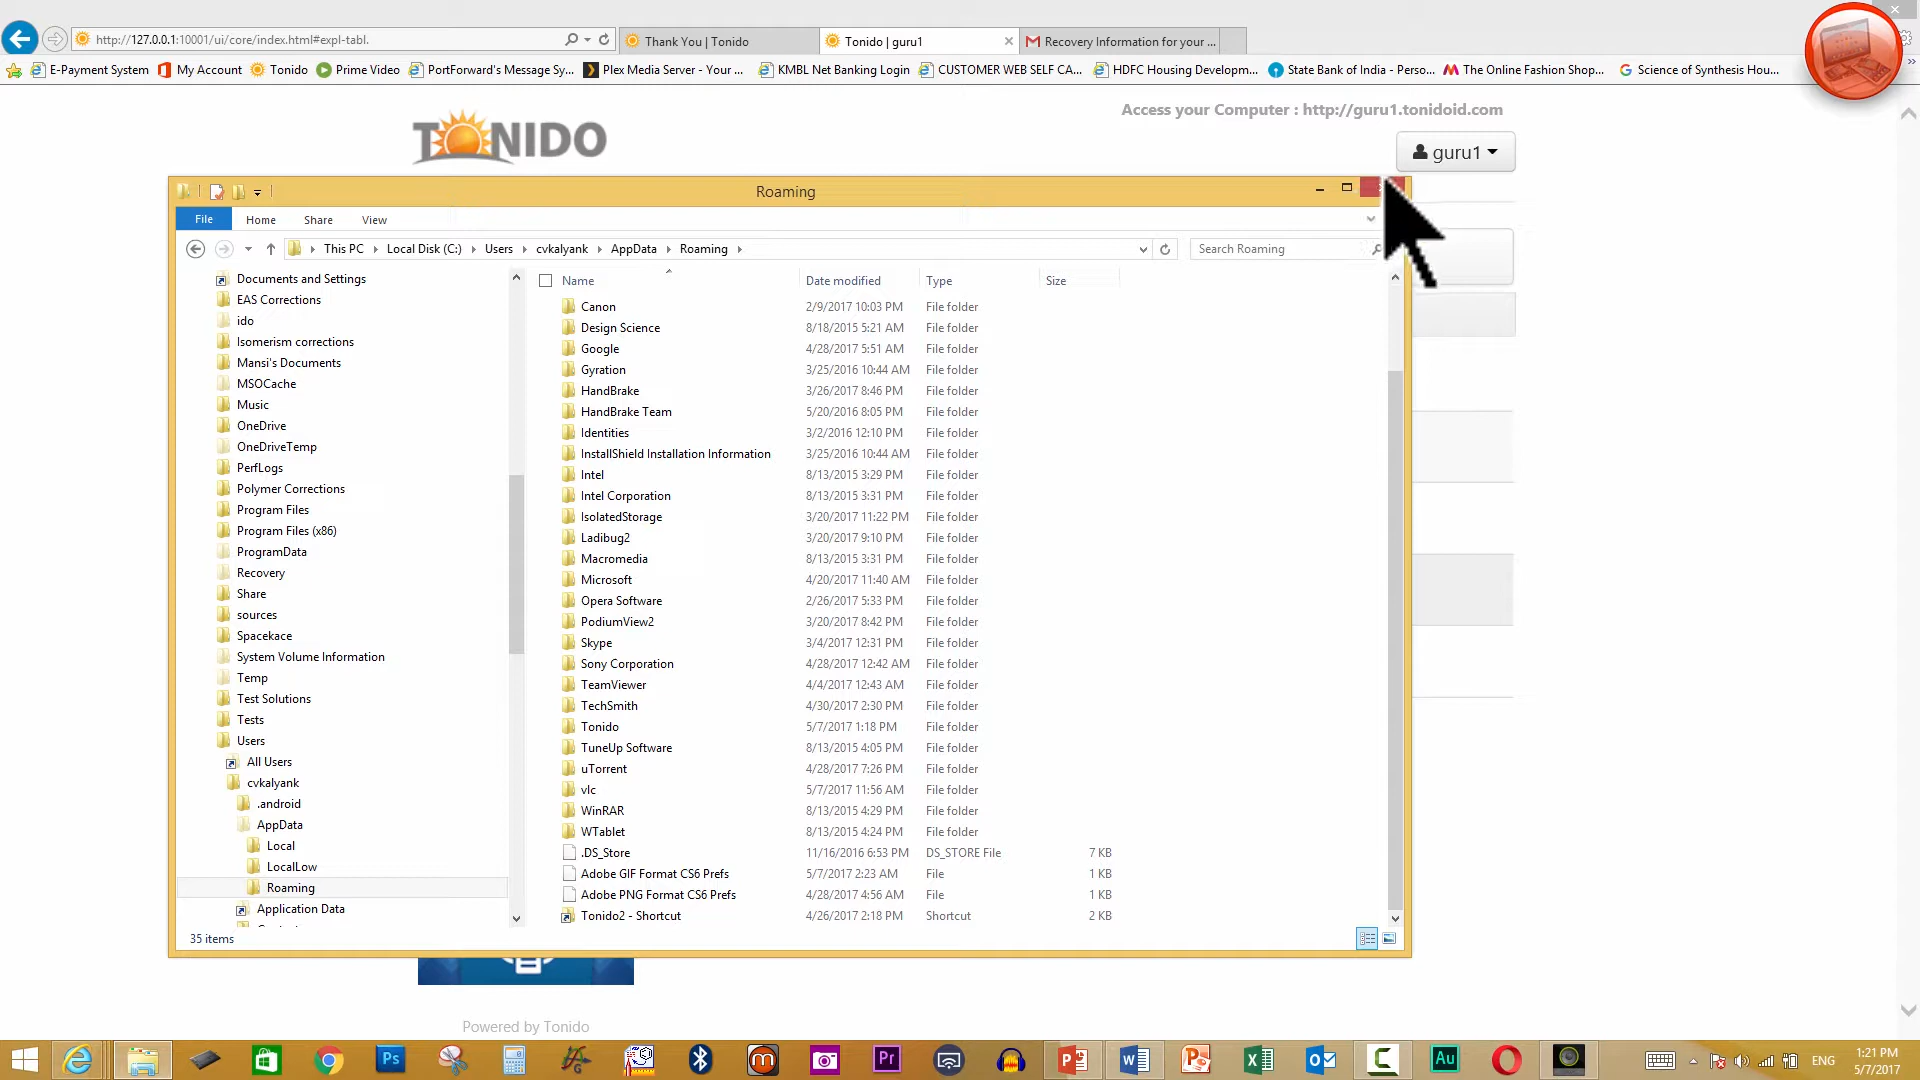 http://127.0.0.1:10001/ui/core/index.html#expl-tabl.
Thank You | Tonido
Tonido | guru1
Recovery Information for your ...
E-Payment System
My Account
Tonido
Prime Video
PortForward's Message Sy...
Plex Media Server - Your ...
KMBL Net Banking Login
CUSTOMER WEB SELF CA...
HDFC Housing Developm...
State Bank of India - Perso...
The Online Fashion Shop...
Science of Synthesis Hou...
Access your Computer : http://guru1.tonidoid.com
TONIDO
guru1
Roaming
File Home Share View
This PC Local Disk (C:) Users cvkalyank AppData Roaming
Search Roaming
Documents and Settings
EAS Corrections
ido
Isomerism corrections
Mansi's Documents
MSOCache
Music
OneDrive
OneDriveTemp
PerfLogs
Polymer Corrections
Program Files
Program Files (x86)
ProgramData
Recovery
Share
sources
Spacekace
System Volume Information
Temp
Test Solutions
Tests
Users
All Users
cvkalyank
.android
AppData
Local
LocalLow
Roaming
Application Data
Name Date modified Type Size
Canon 2/9/2017 10:03 PM File folder
Design Science 8/18/2015 5:21 AM File folder
Google 4/28/2017 5:51 AM File folder
Gyration 3/25/2016 10:44 AM File folder
HandBrake 3/26/2017 8:46 PM File folder
HandBrake Team 5/20/2016 8:05 PM File folder
Identities 3/2/2016 12:10 PM File folder
InstallShield Installation Information 3/25/2016 10:44 AM File folder
Intel 8/13/2015 3:29 PM File folder
Intel Corporation 8/13/2015 3:31 PM File folder
IsolatedStorage 3/20/2017 11:22 PM File folder
Ladibug2 3/20/2017 9:10 PM File folder
Macromedia 8/13/2015 3:31 PM File folder
Microsoft 4/20/2017 11:40 AM File folder
Opera Software 2/26/2017 5:33 PM File folder
PodiumView2 3/20/2017 8:42 PM File folder
Skype 3/4/2017 12:31 PM File folder
Sony Corporation 4/28/2017 12:42 AM File folder
TeamViewer 4/4/2017 12:43 AM File folder
TechSmith 4/30/2017 2:30 PM File folder
Tonido 5/7/2017 1:18 PM File folder
TuneUp Software 8/13/2015 4:05 PM File folder
uTorrent 4/28/2017 7:26 PM File folder
vlc 5/7/2017 11:56 AM File folder
WinRAR 8/13/2015 4:29 PM File folder
WTablet 8/13/2015 4:24 PM File folder
.DS_Store 11/16/2016 6:53 PM DS_STORE File 7 KB
Adobe GIF Format CS6 Prefs 5/7/2017 2:23 AM File 1 KB
Adobe PNG Format CS6 Prefs 4/28/2017 4:56 AM File 1 KB
Tonido2 - Shortcut 4/26/2017 2:18 PM Shortcut 2 KB
35 items
Powered by Tonido
Ps
Pr
Au
ENG
1:21 PM
5/7/2017